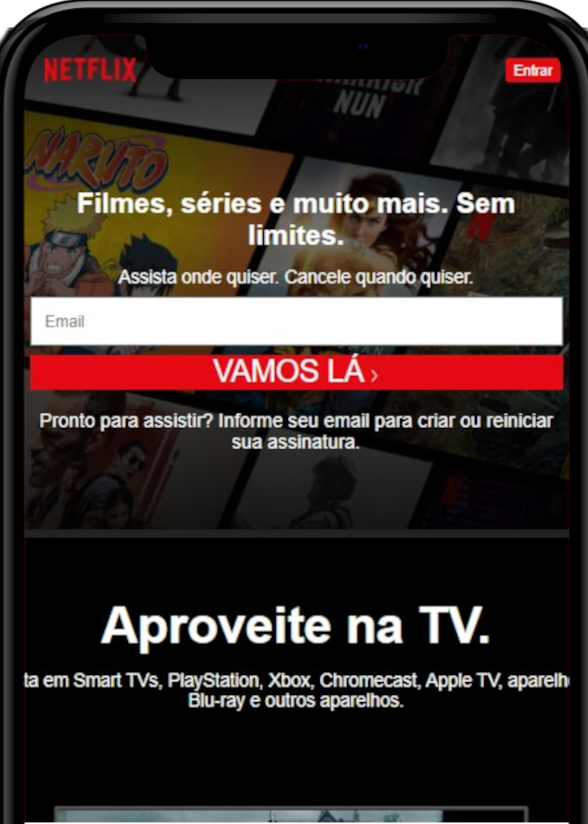 NETFLIX
Entrar
WARRIOR
NUN
NARUTO
Filmes, séries e muito mais. Sem
limites.
Assista onde quiser. Cancele quando quiser.
Email
VAMOS LÁ ›
Pronto para assistir? Informe seu email para criar ou reiniciar
sua assinatura.
Aproveite na TV.
ta em Smart TVs, PlayStation, Xbox, Chromecast, Apple TV, aparelh
Blu-ray e outros aparelhos.